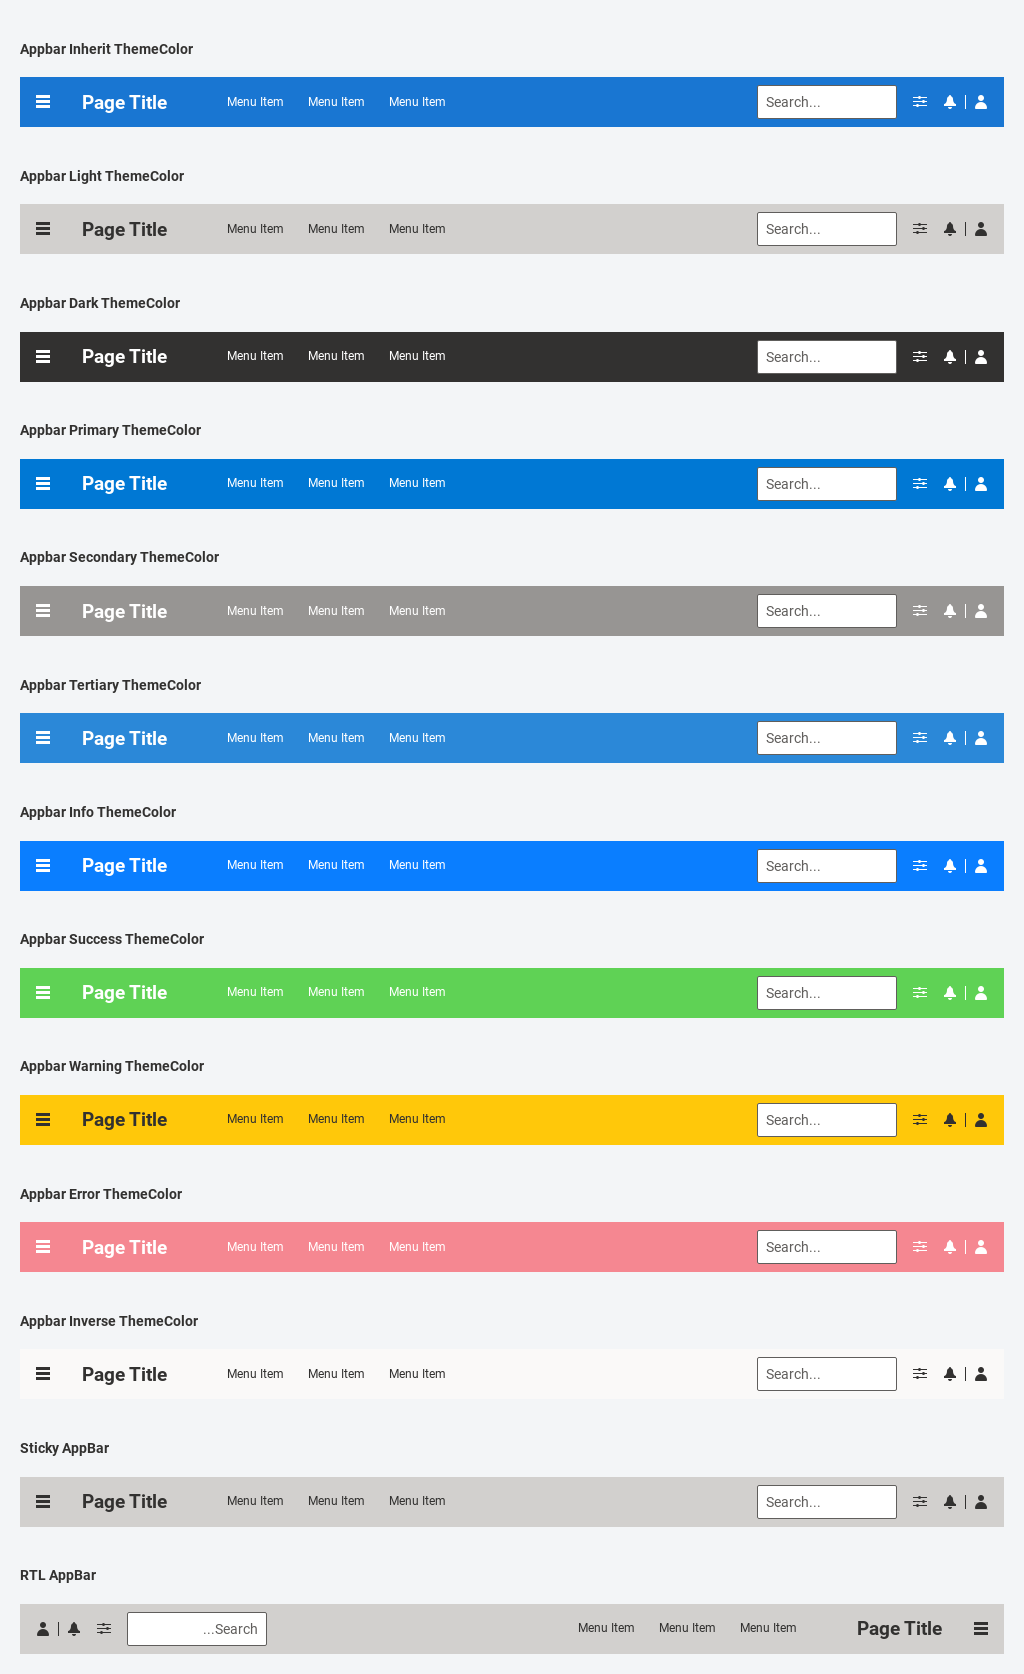 Appbar Inherit ThemeColor
Page Title Menu Item Menu Item Menu Item Search...
Appbar Light ThemeColor
Page Title Menu Item Menu Item Menu Item Search...
Appbar Dark ThemeColor
Page Title Menu Item Menu Item Menu Item Search...
Appbar Primary ThemeColor
Page Title Menu Item Menu Item Menu Item Search...
Appbar Secondary ThemeColor
Page Title Menu Item Menu Item Menu Item Search...
Appbar Tertiary ThemeColor
Page Title Menu Item Menu Item Menu Item Search...
Appbar Info ThemeColor
Page Title Menu Item Menu Item Menu Item Search...
Appbar Success ThemeColor
Page Title Menu Item Menu Item Menu Item Search...
Appbar Warning ThemeColor
Page Title Menu Item Menu Item Menu Item Search...
Appbar Error ThemeColor
Page Title Menu Item Menu Item Menu Item Search...
Appbar Inverse ThemeColor
Page Title Menu Item Menu Item Menu Item Search...
Sticky AppBar
Page Title Menu Item Menu Item Menu Item Search...
RTL AppBar
...Search Menu Item Menu Item Menu Item Page Title